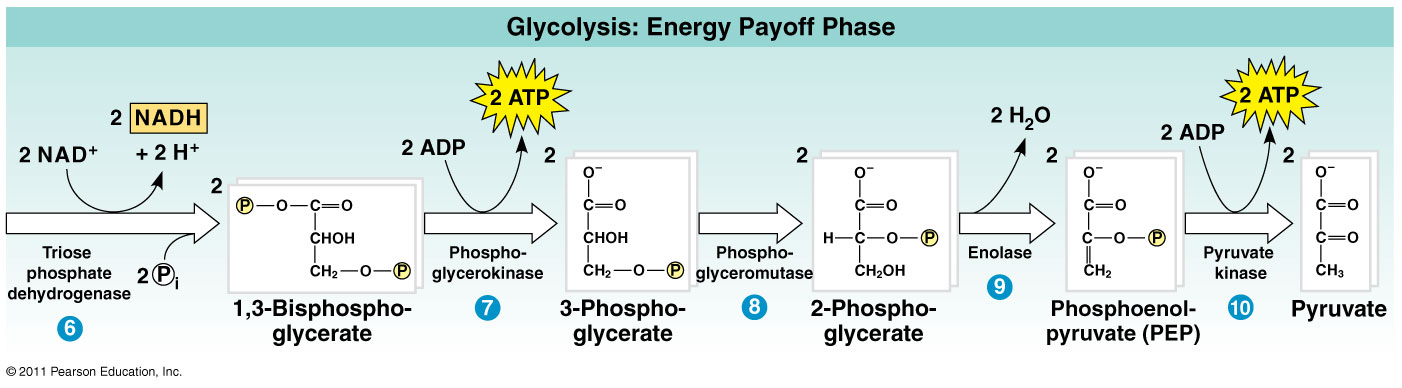 Glycolysis: Energy Payoff Phase
2 NAD⁺
2 NADH
+ 2 H⁺
2 Ⓟi
Triose
phosphate
dehydrogenase
6
2
Ⓟ—O—C=O
CHOH
CH₂—O—Ⓟ
1,3-Bisphospho-
glycerate
2 ADP
2 ATP
Phospho-
glycerokinase
7
2
O⁻
C=O
CHOH
CH₂—O—Ⓟ
3-Phospho-
glycerate
Phospho-
glyceromutase
8
2
O⁻
C=O
H—C—O—Ⓟ
CH₂OH
2-Phospho-
glycerate
2 H₂O
Enolase
9
2
O⁻
C=O
C—O—Ⓟ
CH₂
Phosphoenol-
pyruvate (PEP)
2 ADP
2 ATP
Pyruvate
kinase
10
2
O⁻
C=O
C=O
CH₃
Pyruvate
© 2011 Pearson Education, Inc.